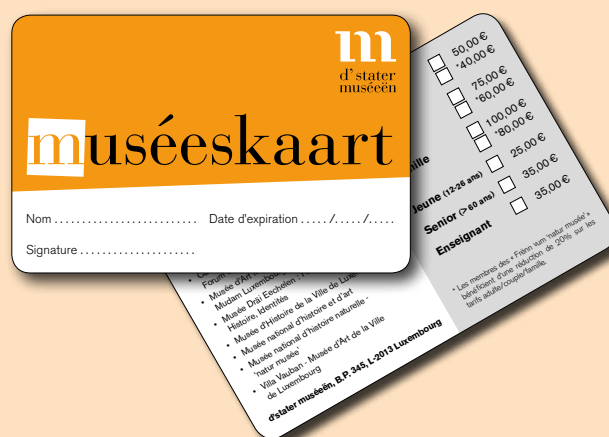 m
d'stater
muséeën
muséeskaart
Nom ......................... Date d'expiration ...../...../.....
Signature .....................
50,00 €
*40,00 €
75,00 €
*60,00 €
100,00 €
*80,00 €
Jeune (12-26 ans) 25,00 €
Senior (> 60 ans) 35,00 €
Enseignant 35,00 €
* Les membres des « Frënn vum 'natur musée' »
bénéficient d'une réduction de 20% sur les
tarifs adulte/couple/famille.
Forum
• Musée d'Art
Mudam Luxembourg
• Musée Dräi Eechelen
Histoire, Identités
• Musée d'Histoire de la Ville de
• Musée national d'histoire et d'art
• Musée national d'histoire naturelle -
'natur musée'
• Villa Vauban - Musée d'Art de la Ville
de Luxembourg
d'stater muséeën, B.P. 345, L-2013 Luxembourg